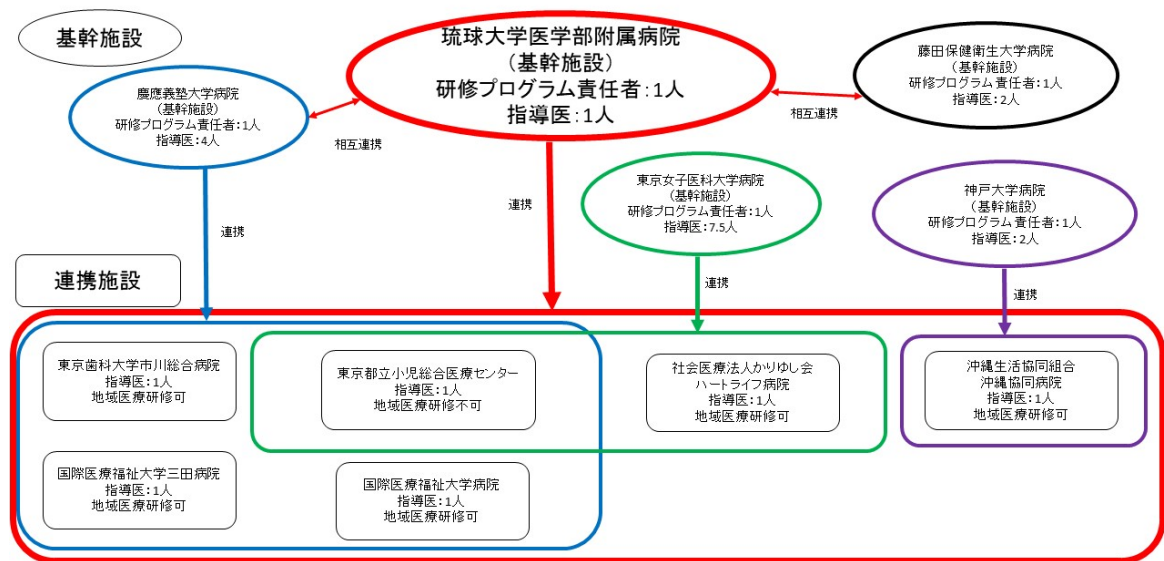 基幹施設
琉球大学医学部附属病院
(基幹施設)
研修プログラム責任者:1人
指導医:1人
藤田保健衛生大学病院
(基幹施設)
研修プログラム責任者:1人
指導医:2人
慶應義塾大学病院
(基幹施設)
研修プログラム責任者:1人
指導医:4人
相互連携
相互連携
東京女子医科大学病院
(基幹施設)
研修プログラム責任者:1人
指導医:7.5人
神戸大学病院
(基幹施設)
研修プログラム責任者:1人
指導医:2人
連携
連携
連携
連携
連携施設
東京歯科大学市川総合病院
指導医:1人
地域医療研修可
東京都立小児総合医療センター
指導医:1人
地域医療研修不可
社会医療法人かりゆし会
ハートライフ病院
指導医:1人
地域医療研修可
沖縄生活協同組合
沖縄協同病院
指導医:1人
地域医療研修可
国際医療福祉大学三田病院
指導医:1人
地域医療研修可
国際医療福祉大学病院
指導医:1人
地域医療研修可